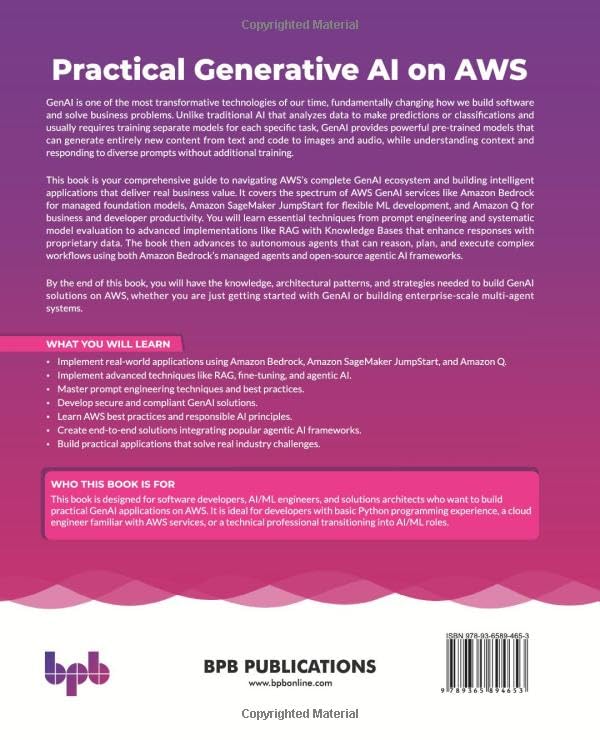 Copyrighted Material
Practical Generative AI on AWS
GenAI is one of the most transformative technologies of our time, fundamentally changing how we build software
and solve business problems. Unlike traditional AI that analyzes data to make predictions or classifications and
usually requires training separate models for each specific task, GenAI provides powerful pre-trained models that
can generate entirely new content from text and code to images and audio, while understanding context and
responding to diverse prompts without additional training.
This book is your comprehensive guide to navigating AWS's complete GenAI ecosystem and building intelligent
applications that deliver real business value. It covers the spectrum of AWS GenAI services like Amazon Bedrock
for managed foundation models, Amazon SageMaker JumpStart for flexible ML development, and Amazon Q for
business and developer productivity. You will learn essential techniques from prompt engineering and systematic
model evaluation to advanced implementations like RAG with Knowledge Bases that enhance responses with
proprietary data. The book then advances to autonomous agents that can reason, plan, and execute complex
workflows using both Amazon Bedrock's managed agents and open-source agentic AI frameworks.
By the end of this book, you will have the knowledge, architectural patterns, and strategies needed to build GenAI
solutions on AWS, whether you are just getting started with GenAI or building enterprise-scale multi-agent
systems.
WHAT YOU WILL LEARN
• Implement real-world applications using Amazon Bedrock, Amazon SageMaker JumpStart, and Amazon Q.
• Implement advanced techniques like RAG, fine-tuning, and agentic AI.
• Master prompt engineering techniques and best practices.
• Develop secure and compliant GenAI solutions.
• Learn AWS best practices and responsible AI principles.
• Create end-to-end solutions integrating popular agentic AI frameworks.
• Build practical applications that solve real industry challenges.
WHO THIS BOOK IS FOR
This book is designed for software developers, AI/ML engineers, and solutions architects who want to build
practical GenAI applications on AWS. It is ideal for developers with basic Python programming experience, a cloud
engineer familiar with AWS services, or a technical professional transitioning into AI/ML roles.
bpb
BPB PUBLICATIONS
www.bpbonline.com
ISBN 978-93-6589-465-3
9 789365 894653
Copyrighted Material